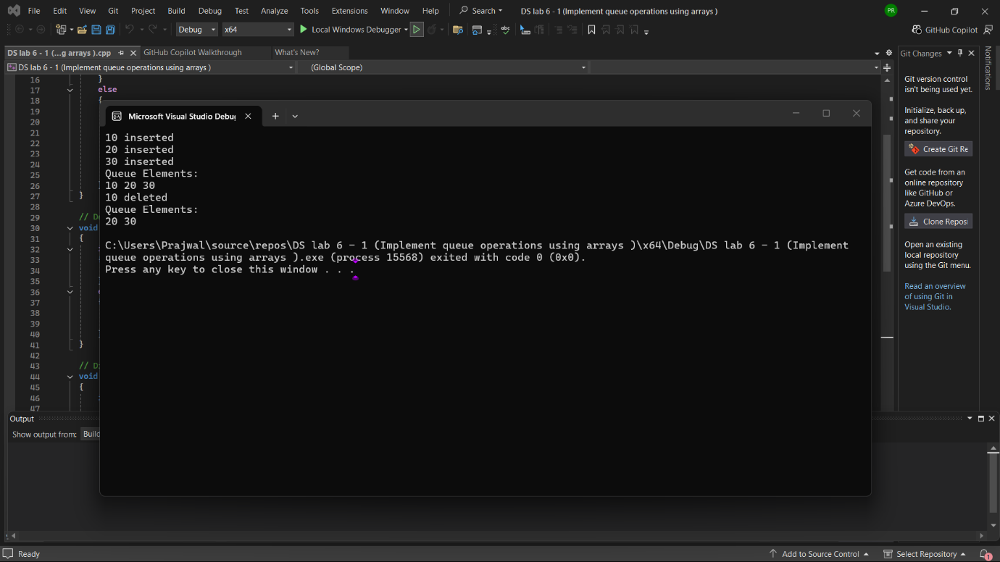 File Edit View Git Project Build Debug Test Analyze Tools Extensions Window Help Search DS lab 6 - 1 (Implement queue operations using arrays ) PR
Debug x64 Local Windows Debugger GitHub Copilot
DS lab 6 - 1 (...g arrays ).cpp GitHub Copilot Walkthrough What's New?
DS lab 6 - 1 (Implement queue operations using arrays ) (Global Scope)
16 }
17 else
18 {
19
20
21
22
23
24
25
26
27 }
28
29 // D
30 void
31 {
32
33
34
35
36
37
38
39
40
41 }
42
43 // D
44 void
45 {
46
47
Microsoft Visual Studio Debug
10 inserted
20 inserted
30 inserted
Queue Elements:
10 20 30
10 deleted
Queue Elements:
20 30
C:\Users\Prajwal\source\repos\DS lab 6 - 1 (Implement queue operations using arrays )\x64\Debug\DS lab 6 - 1 (Implement
queue operations using arrays ).exe (process 15568) exited with code 0 (0x0).
Press any key to close this window . . .
Git Changes
Git version control
isn't being used yet.
Initialize, back up,
and share your
repository.
Create Git Re
Get code from an
online repository
like GitHub or
Azure DevOps.
Clone Repos
Open an existing
local repository
using the Git menu.
Read an overview
of using Git in
Visual Studio.
Notifications
Output
Show output from: Build
Ready Add to Source Control Select Repository 1